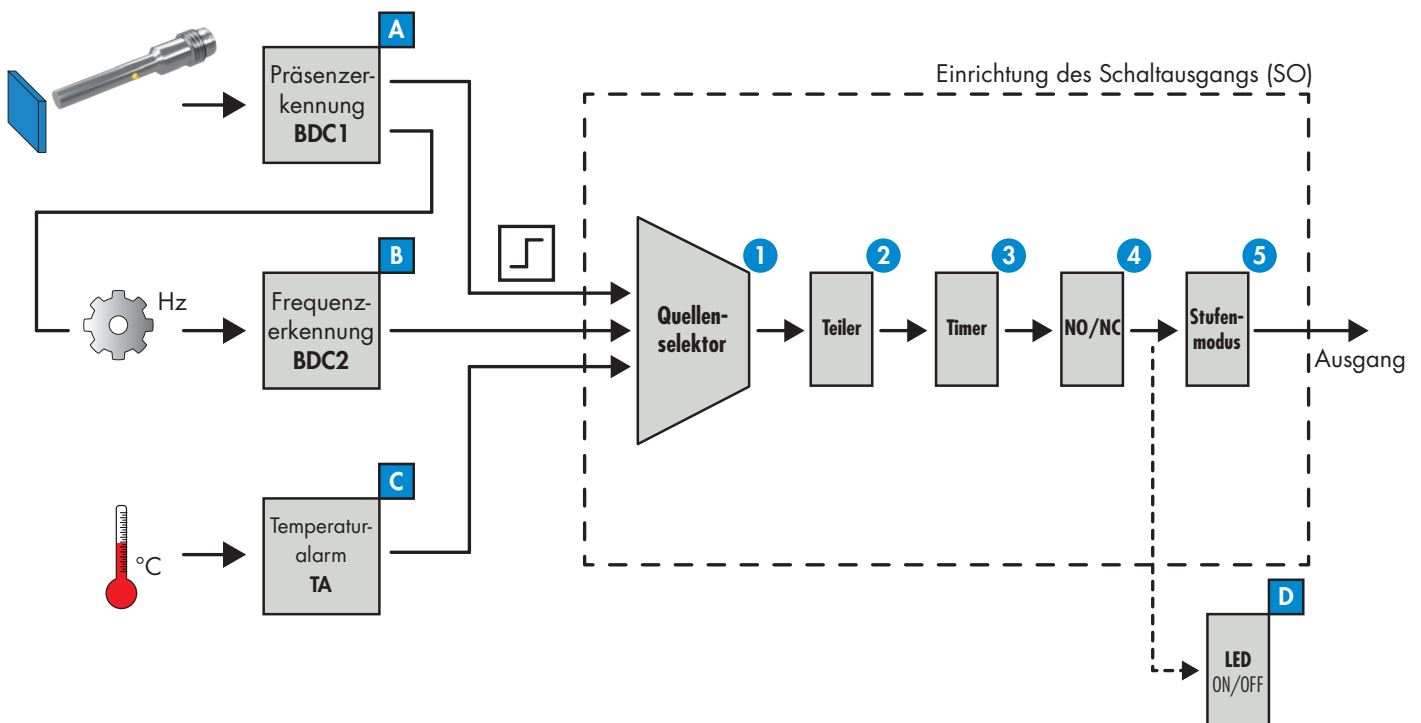 A
Präsenzer-
kennung
BDC1
Einrichtung des Schaltausgangs (SO)
B
Hz
Frequenz-
erkennung
BDC2
1
Quellen-
selektor
2
Teiler
3
Timer
4
NO/NC
5
Stufen-
modus
Ausgang
C
°C
Temperatur-
alarm
TA
D
LED
ON/OFF